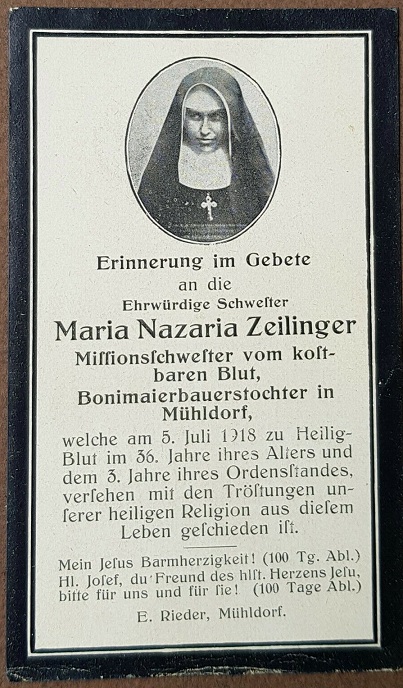 Erinnerung im Gebete
an die
Ehrwürdige Schweſter
Maria Nazaria Zeilinger
Miſſionſchweſter vom koſt-
baren Blut,
Bonimaierbauerstochter in
Mühldorf,
welche am 5. Juli 1918 zu Heilig-
Blut im 36. Jahre ihres Alters und
dem 3. Jahre ihres Ordenſtandes,
verſehen mit den Tröſtungen un-
ſerer heiligen Religion aus dieſem
Leben geſchieden iſt.
Mein Jeſus Barmherzigkeit! (100 Tg. Abl.)
Hl. Joſef, du Freund des hlſt. Herzens Jeſu,
bitte für uns und für ſie! (100 Tage Abl.)
E. Rieder, Mühldorf.